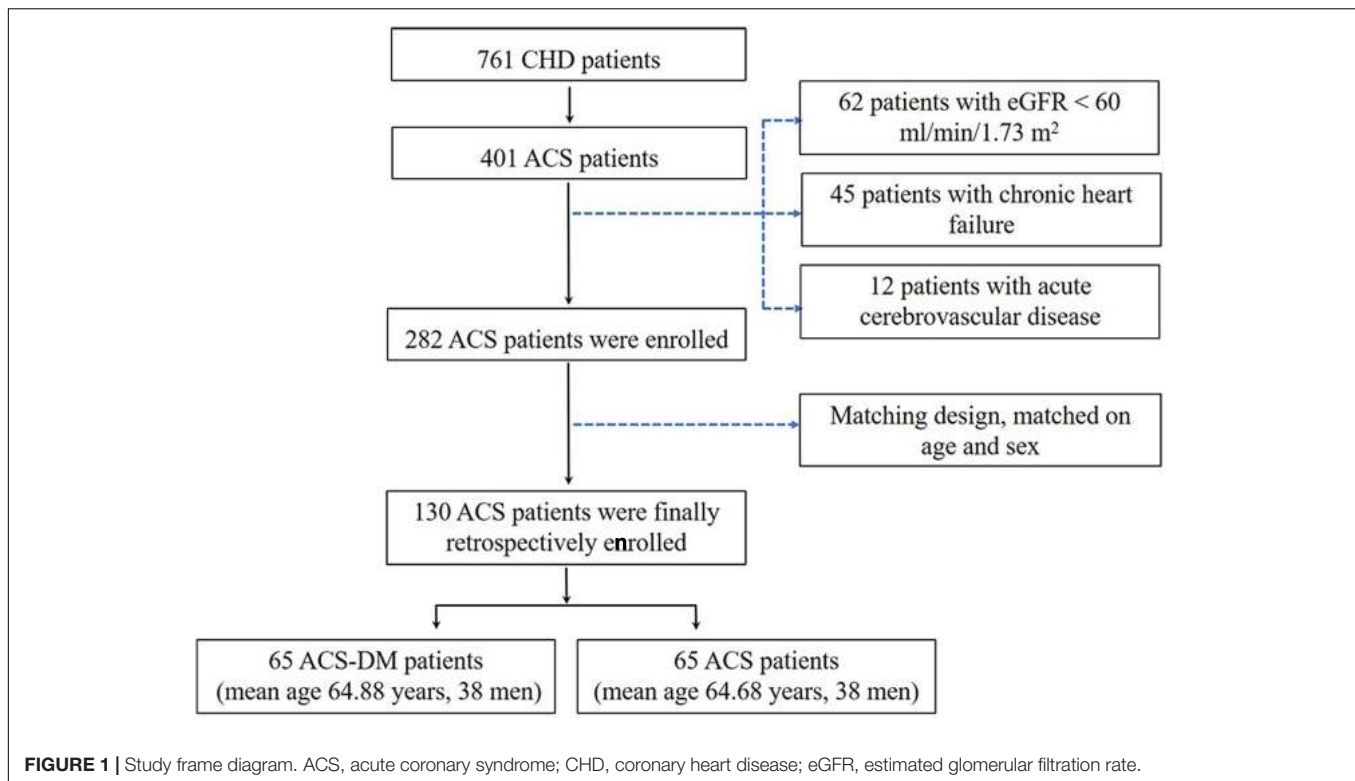 761 CHD patients
401 ACS patients
62 patients with eGFR < 60
ml/min/1.73 m²
45 patients with chronic heart
failure
12 patients with acute
cerebrovascular disease
282 ACS patients were enrolled
Matching design, matched on
age and sex
130 ACS patients were finally
retrospectively enrolled
65 ACS-DM patients
(mean age 64.88 years, 38 men)
65 ACS patients
(mean age 64.68 years, 38 men)
FIGURE 1 | Study frame diagram. ACS, acute coronary syndrome; CHD, coronary heart disease; eGFR, estimated glomerular filtration rate.